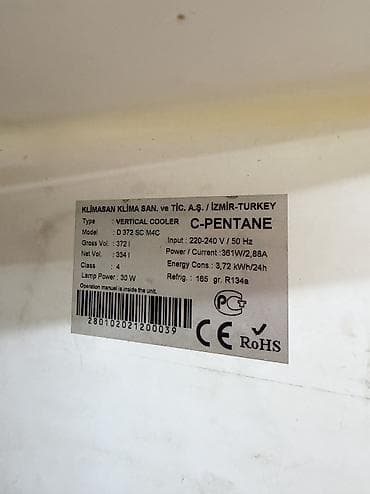 KLİMASAN KLİMA SAN. ve TİC. A.Ş. / İZMİR-TURKEY
Type : VERTICAL COOLER C-PENTANE
Model : D 372 SC M4C
Gross Vol. : 372 l Input : 220-240 V / 50 Hz
Net Vol. : 334 l Power / Current : 361W/2,88A
Class : 4 Energy Cons : 3,72 kWh/24h
Lamp Power : 30 W Refrig. : 165 gr. R134a
Operation manuel is inside the unit.
280102021200039
CE RoHS